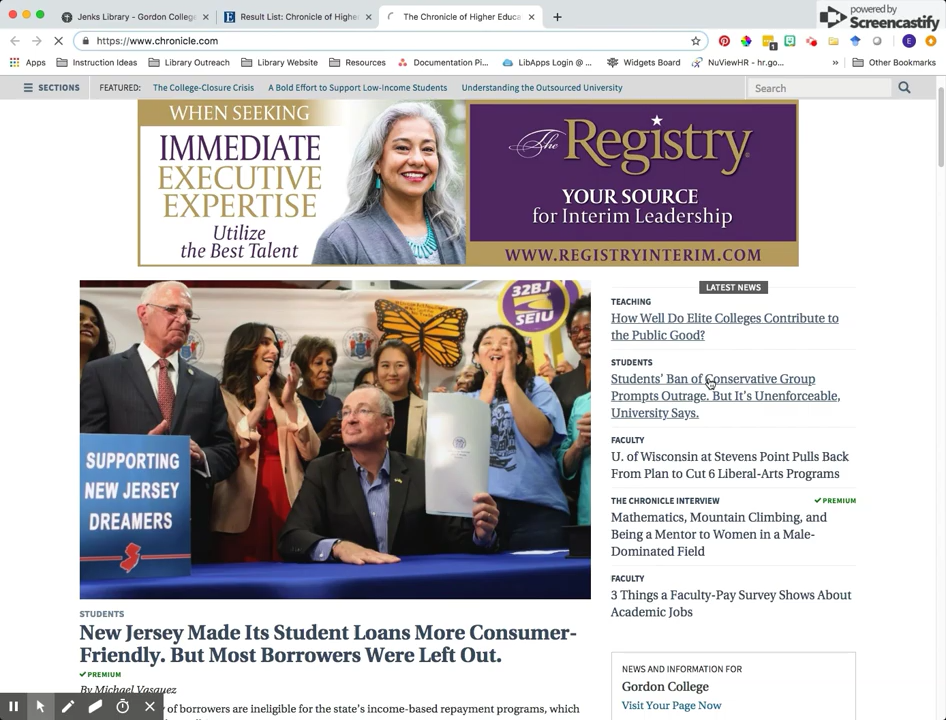 powered by
Screencastify
Jenks Library - Gordon Colleg
Result List: Chronicle of Highe
The Chronicle of Higher Educa
https://www.chronicle.com
Apps
Instruction Ideas
Library Outreach
Library Website
Resources
Documentation Pi...
LibApps Login @ ...
Widgets Board
NuViewHR - hr.go...
»
Other Bookmarks
SECTIONS
FEATURED:
The College-Closure Crisis
A Bold Effort to Support Low-Income Students
Understanding the Outsourced University
Search
WHEN SEEKING
IMMEDIATE
EXECUTIVE
EXPERTISE
Utilize
the Best Talent
The Registry
YOUR SOURCE
for Interim Leadership
WWW.REGISTRYINTERIM.COM
32BJ
SEIU
SUPPORTING
NEW JERSEY
DREAMERS
STUDENTS
New Jersey Made Its Student Loans More Consumer-
Friendly. But Most Borrowers Were Left Out.
PREMIUM
By Michael Vasquez
of borrowers are ineligible for the state's income-based repayment programs, which
LATEST NEWS
TEACHING
How Well Do Elite Colleges Contribute to
the Public Good?
STUDENTS
Students' Ban of Conservative Group
Prompts Outrage. But It's Unenforceable,
University Says.
FACULTY
U. of Wisconsin at Stevens Point Pulls Back
From Plan to Cut 6 Liberal-Arts Programs
THE CHRONICLE INTERVIEW
PREMIUM
Mathematics, Mountain Climbing, and
Being a Mentor to Women in a Male-
Dominated Field
FACULTY
3 Things a Faculty-Pay Survey Shows About
Academic Jobs
NEWS AND INFORMATION FOR
Gordon College
Visit Your Page Now